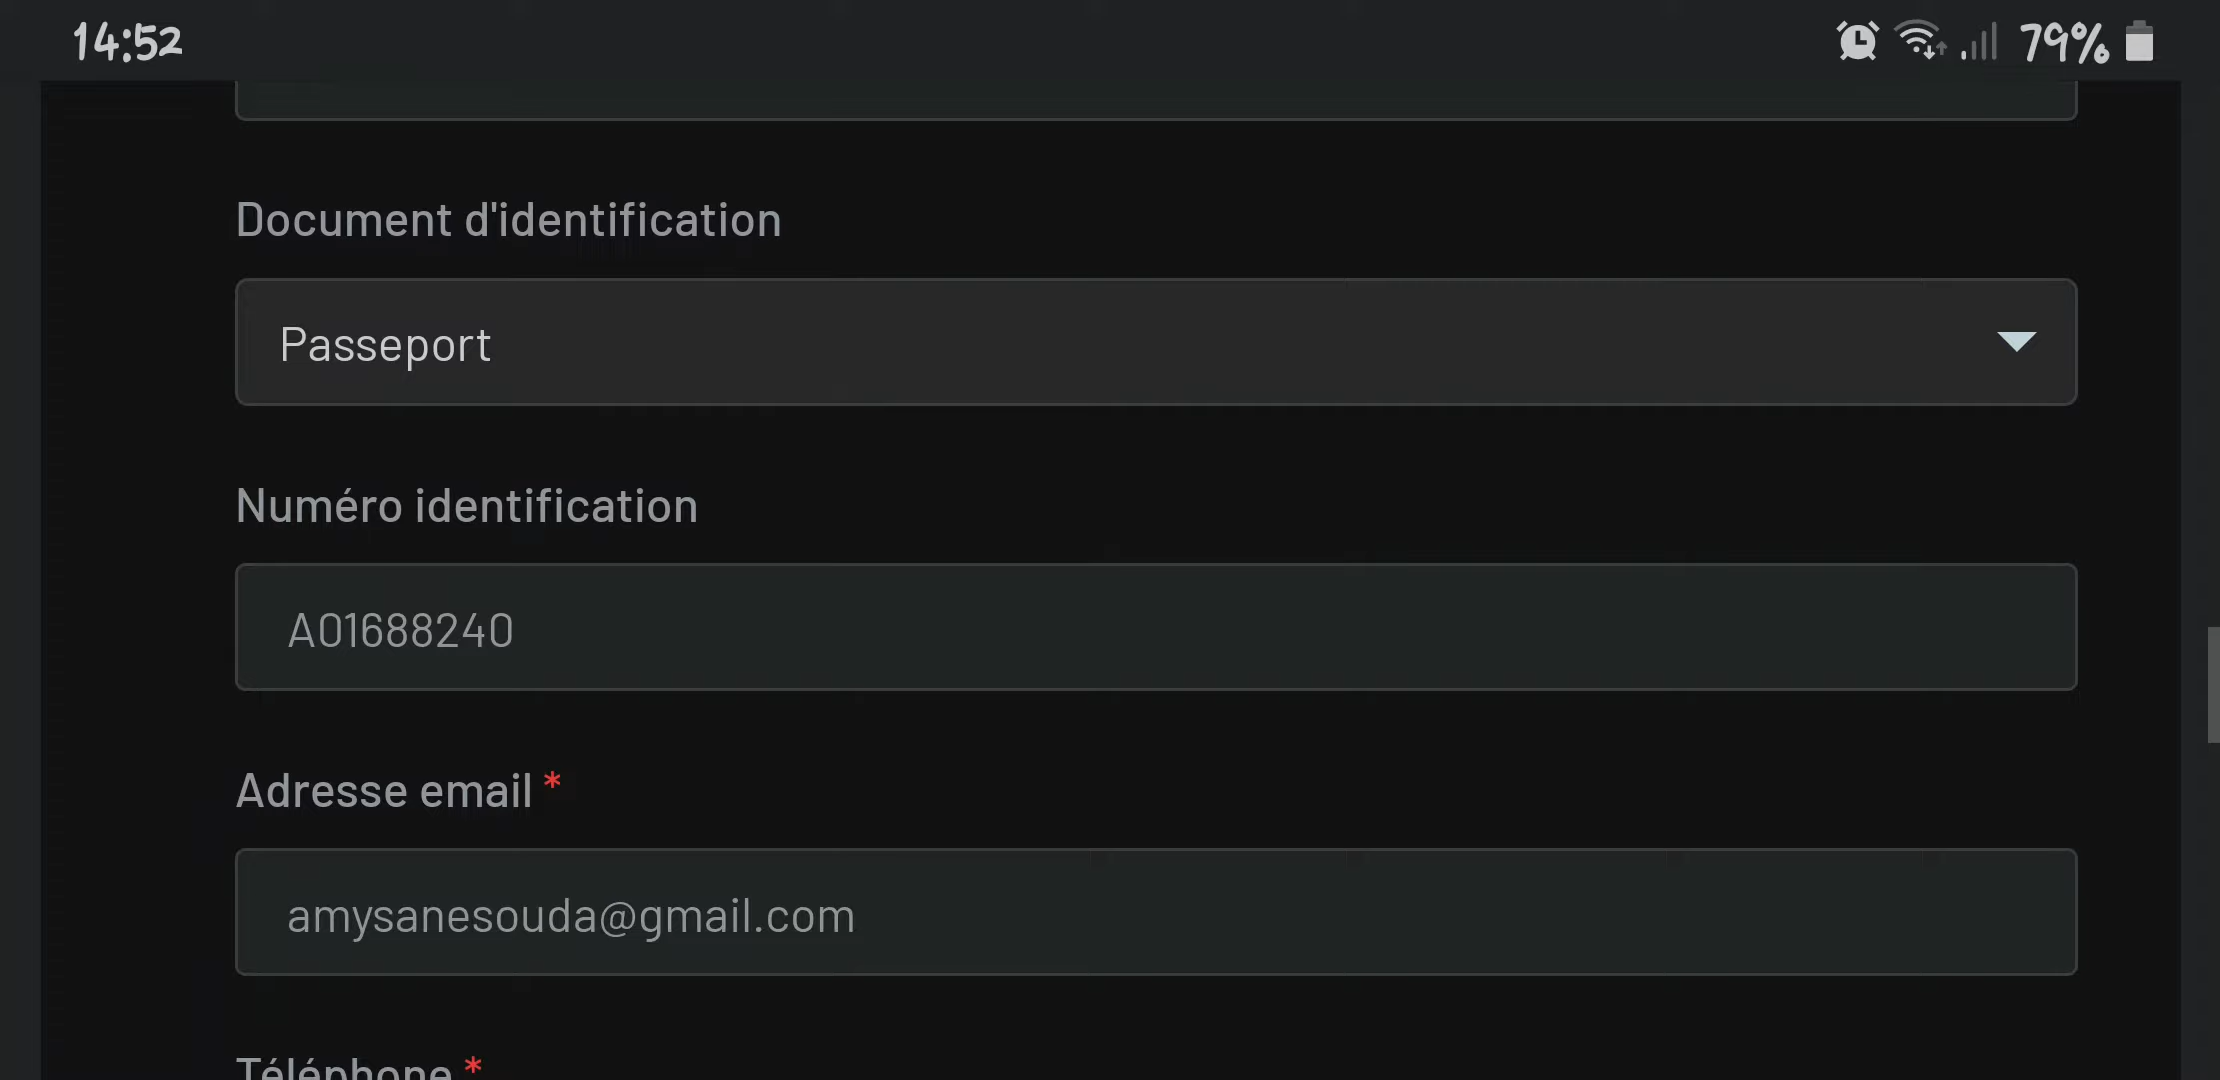 14:52
79%
Document d'identification
Passeport
Numéro identification
A01688240
Adresse email *
amysanesouda@gmail.com
Téléphone *